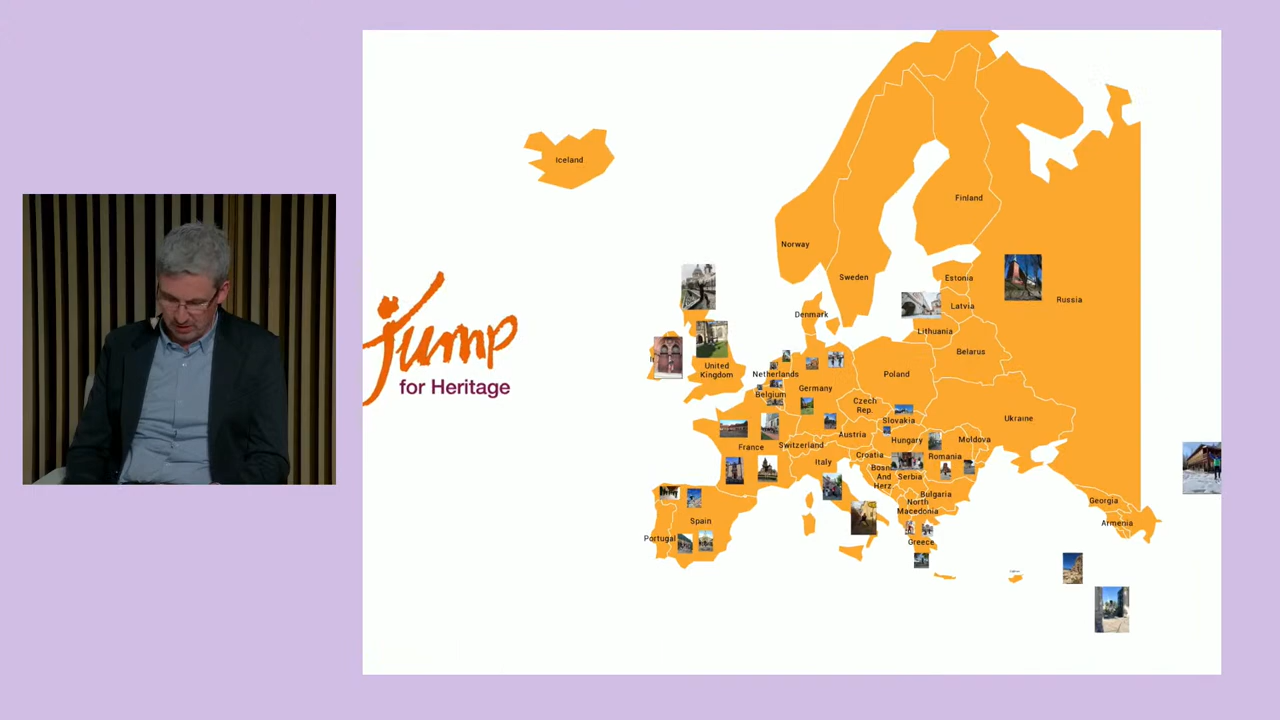 Iceland
Finland
Norway
Sweden
Estonia
Russia
Latvia
Denmark
Lithuania
jump
for Heritage
Belarus
United
Kingdom
Netherlands
Poland
Germany
Belgium
Czech
Rep.
Ukraine
Slovakia
Austria
Hungary
Moldova
France
Switzerland
Croatia
Romania
Italy
Bosn
And
Herz.
Serbia
Bulgaria
North
Macedonia
Georgia
Spain
Armenia
Portugal
Greece